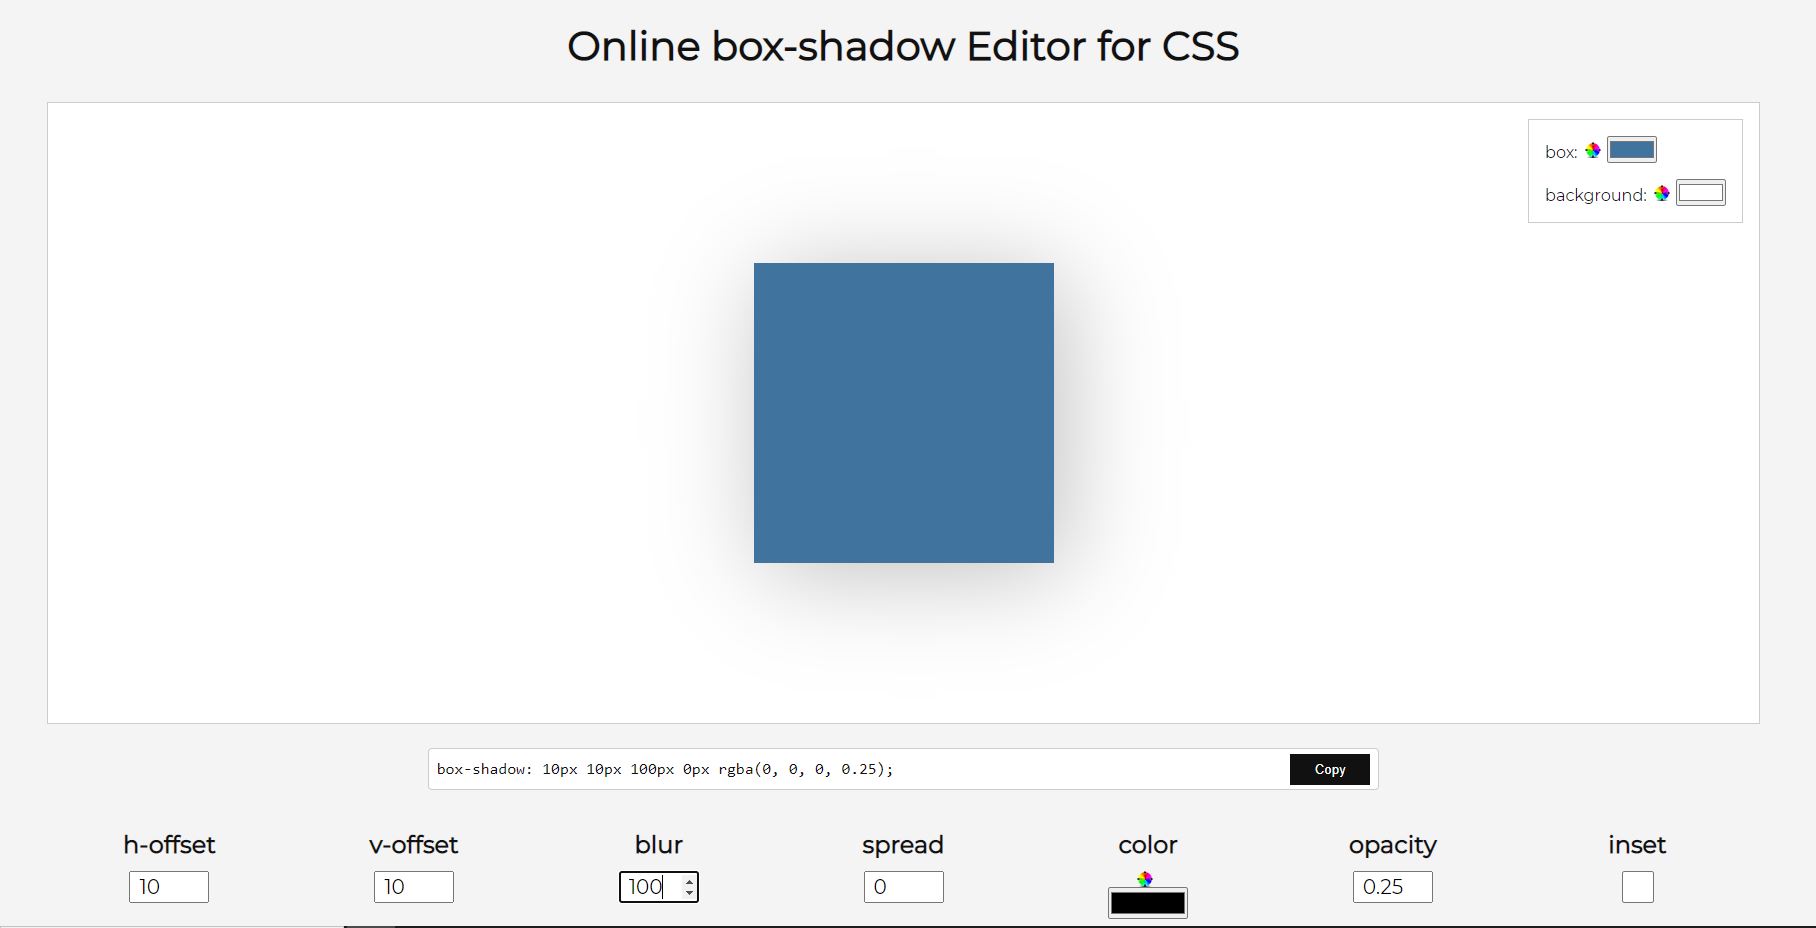 Online box-shadow Editor for CSS
box:
background:
box-shadow: 10px 10px 100px 0px rgba(0, 0, 0, 0.25);
Copy
h-offset
v-offset
blur
spread
color
opacity
inset
10
10
100
0
0.25